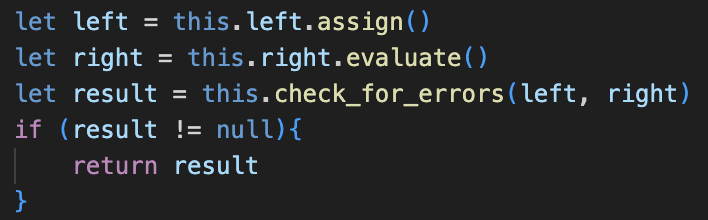 let left = this.left.assign()
let right = this.right.evaluate()
let result = this.check_for_errors(left, right)
if (result != null){
    return result
}